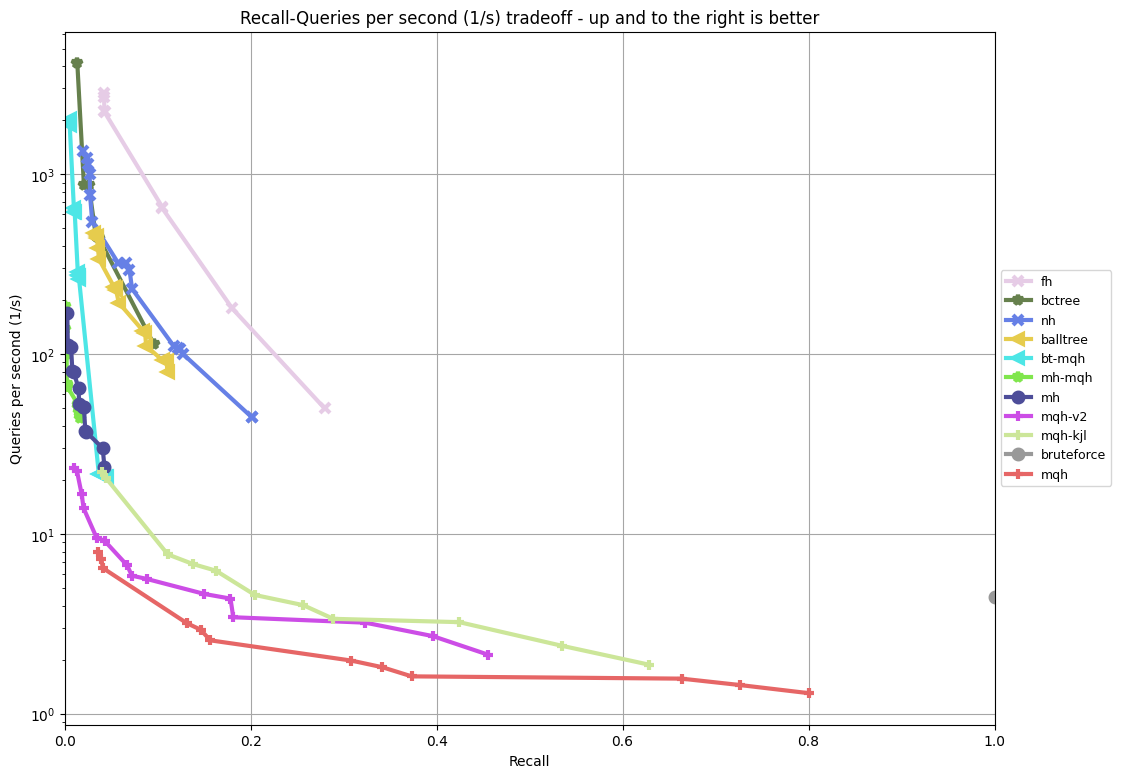 Recall-Queries per second (1/s) tradeoff - up and to the right is better
Queries per second (1/s)
10³
10²
10¹
10⁰
0.0 0.2 0.4 0.6 0.8 1.0
Recall
fh
bctree
nh
balltree
bt-mqh
mh-mqh
mh
mqh-v2
mqh-kjl
bruteforce
mqh